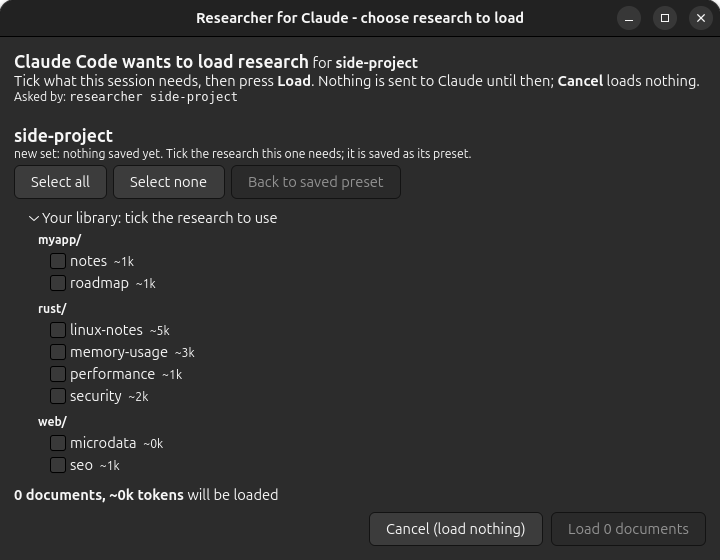 Researcher for Claude - choose research to load
Claude Code wants to load research for side-project
Tick what this session needs, then press Load. Nothing is sent to Claude until then; Cancel loads nothing.
Asked by: researcher side-project
side-project
new set: nothing saved yet. Tick the research this one needs; it is saved as its preset.
Select all
Select none
Back to saved preset
Your library: tick the research to use
myapp/
notes ~1k
roadmap ~1k
rust/
linux-notes ~5k
memory-usage ~3k
performance ~1k
security ~2k
web/
microdata ~0k
seo ~1k
0 documents, ~0k tokens will be loaded
Cancel (load nothing)
Load 0 documents